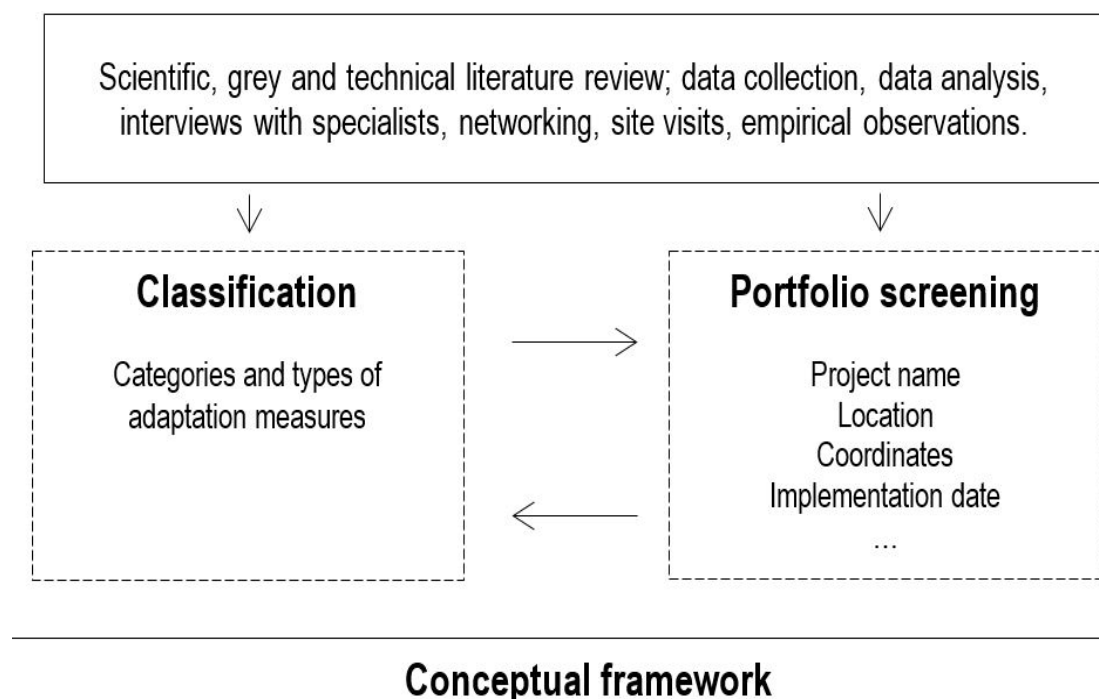 Scientific, grey and technical literature review; data collection, data analysis,
interviews with specialists, networking, site visits, empirical observations.
Classification
Categories and types of
adaptation measures
Portfolio screening
Project name
Location
Coordinates
Implementation date
...
Conceptual framework